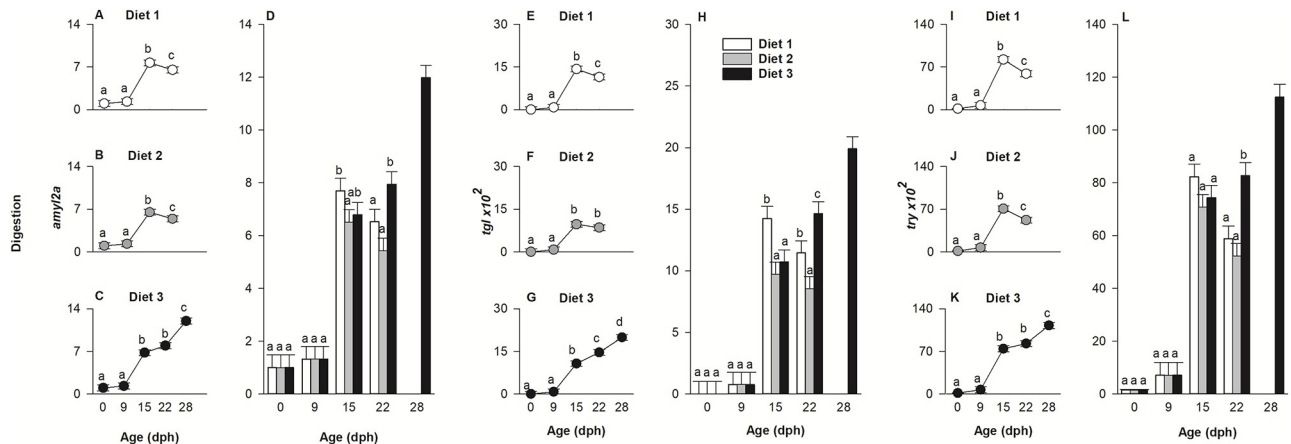 Digestion
amyl2a
A Diet 1
14
7
0
a a b c
B Diet 2
14
7
0
a a b c
C Diet 3
14
7
0
a a b b c
0 9 15 22 28
Age (dph)
D
14
12
10
8
6
4
2
0
a a a a a a b a ab a a b
0 9 15 22 28
Age (dph)
tgl x10²
E Diet 1
30
15
0
a a b c
F Diet 2
30
15
0
a a b b
G Diet 3
30
15
0
a a b c d
0 9 15 22 28
Age (dph)
H
Diet 1
Diet 2
Diet 3
30
25
20
15
10
5
0
a a a a a a b a a b a c
0 9 15 22 28
Age (dph)
try x10²
I Diet 1
140
70
0
a a b c
J Diet 2
140
70
0
a a b c
K Diet 3
140
70
0
a a b b c
0 9 15 22 28
Age (dph)
L
140
120
100
80
60
40
20
0
a a a a a a a a a a a b
0 9 15 22 28
Age (dph)